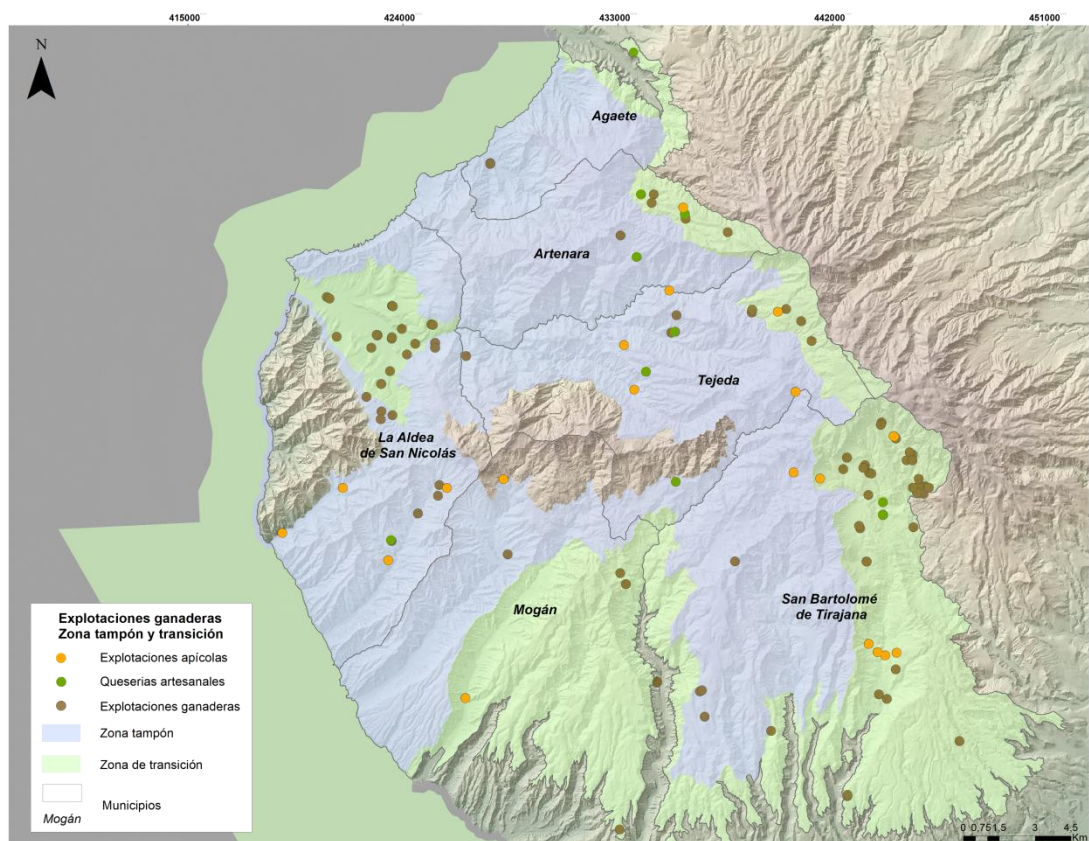 415000 424000 433000 442000 451000
N
Agaete
Artenara
Tejeda
La Aldea
de San Nicolás
Mogán
San Bartolomé
de Tirajana
Explotaciones ganaderas
Zona tampón y transición
Explotaciones apícolas
Queserias artesanales
Explotaciones ganaderas
Zona tampón
Zona de transición
Municipios
Mogán
0 0,75 1,5 3 4,5
Km